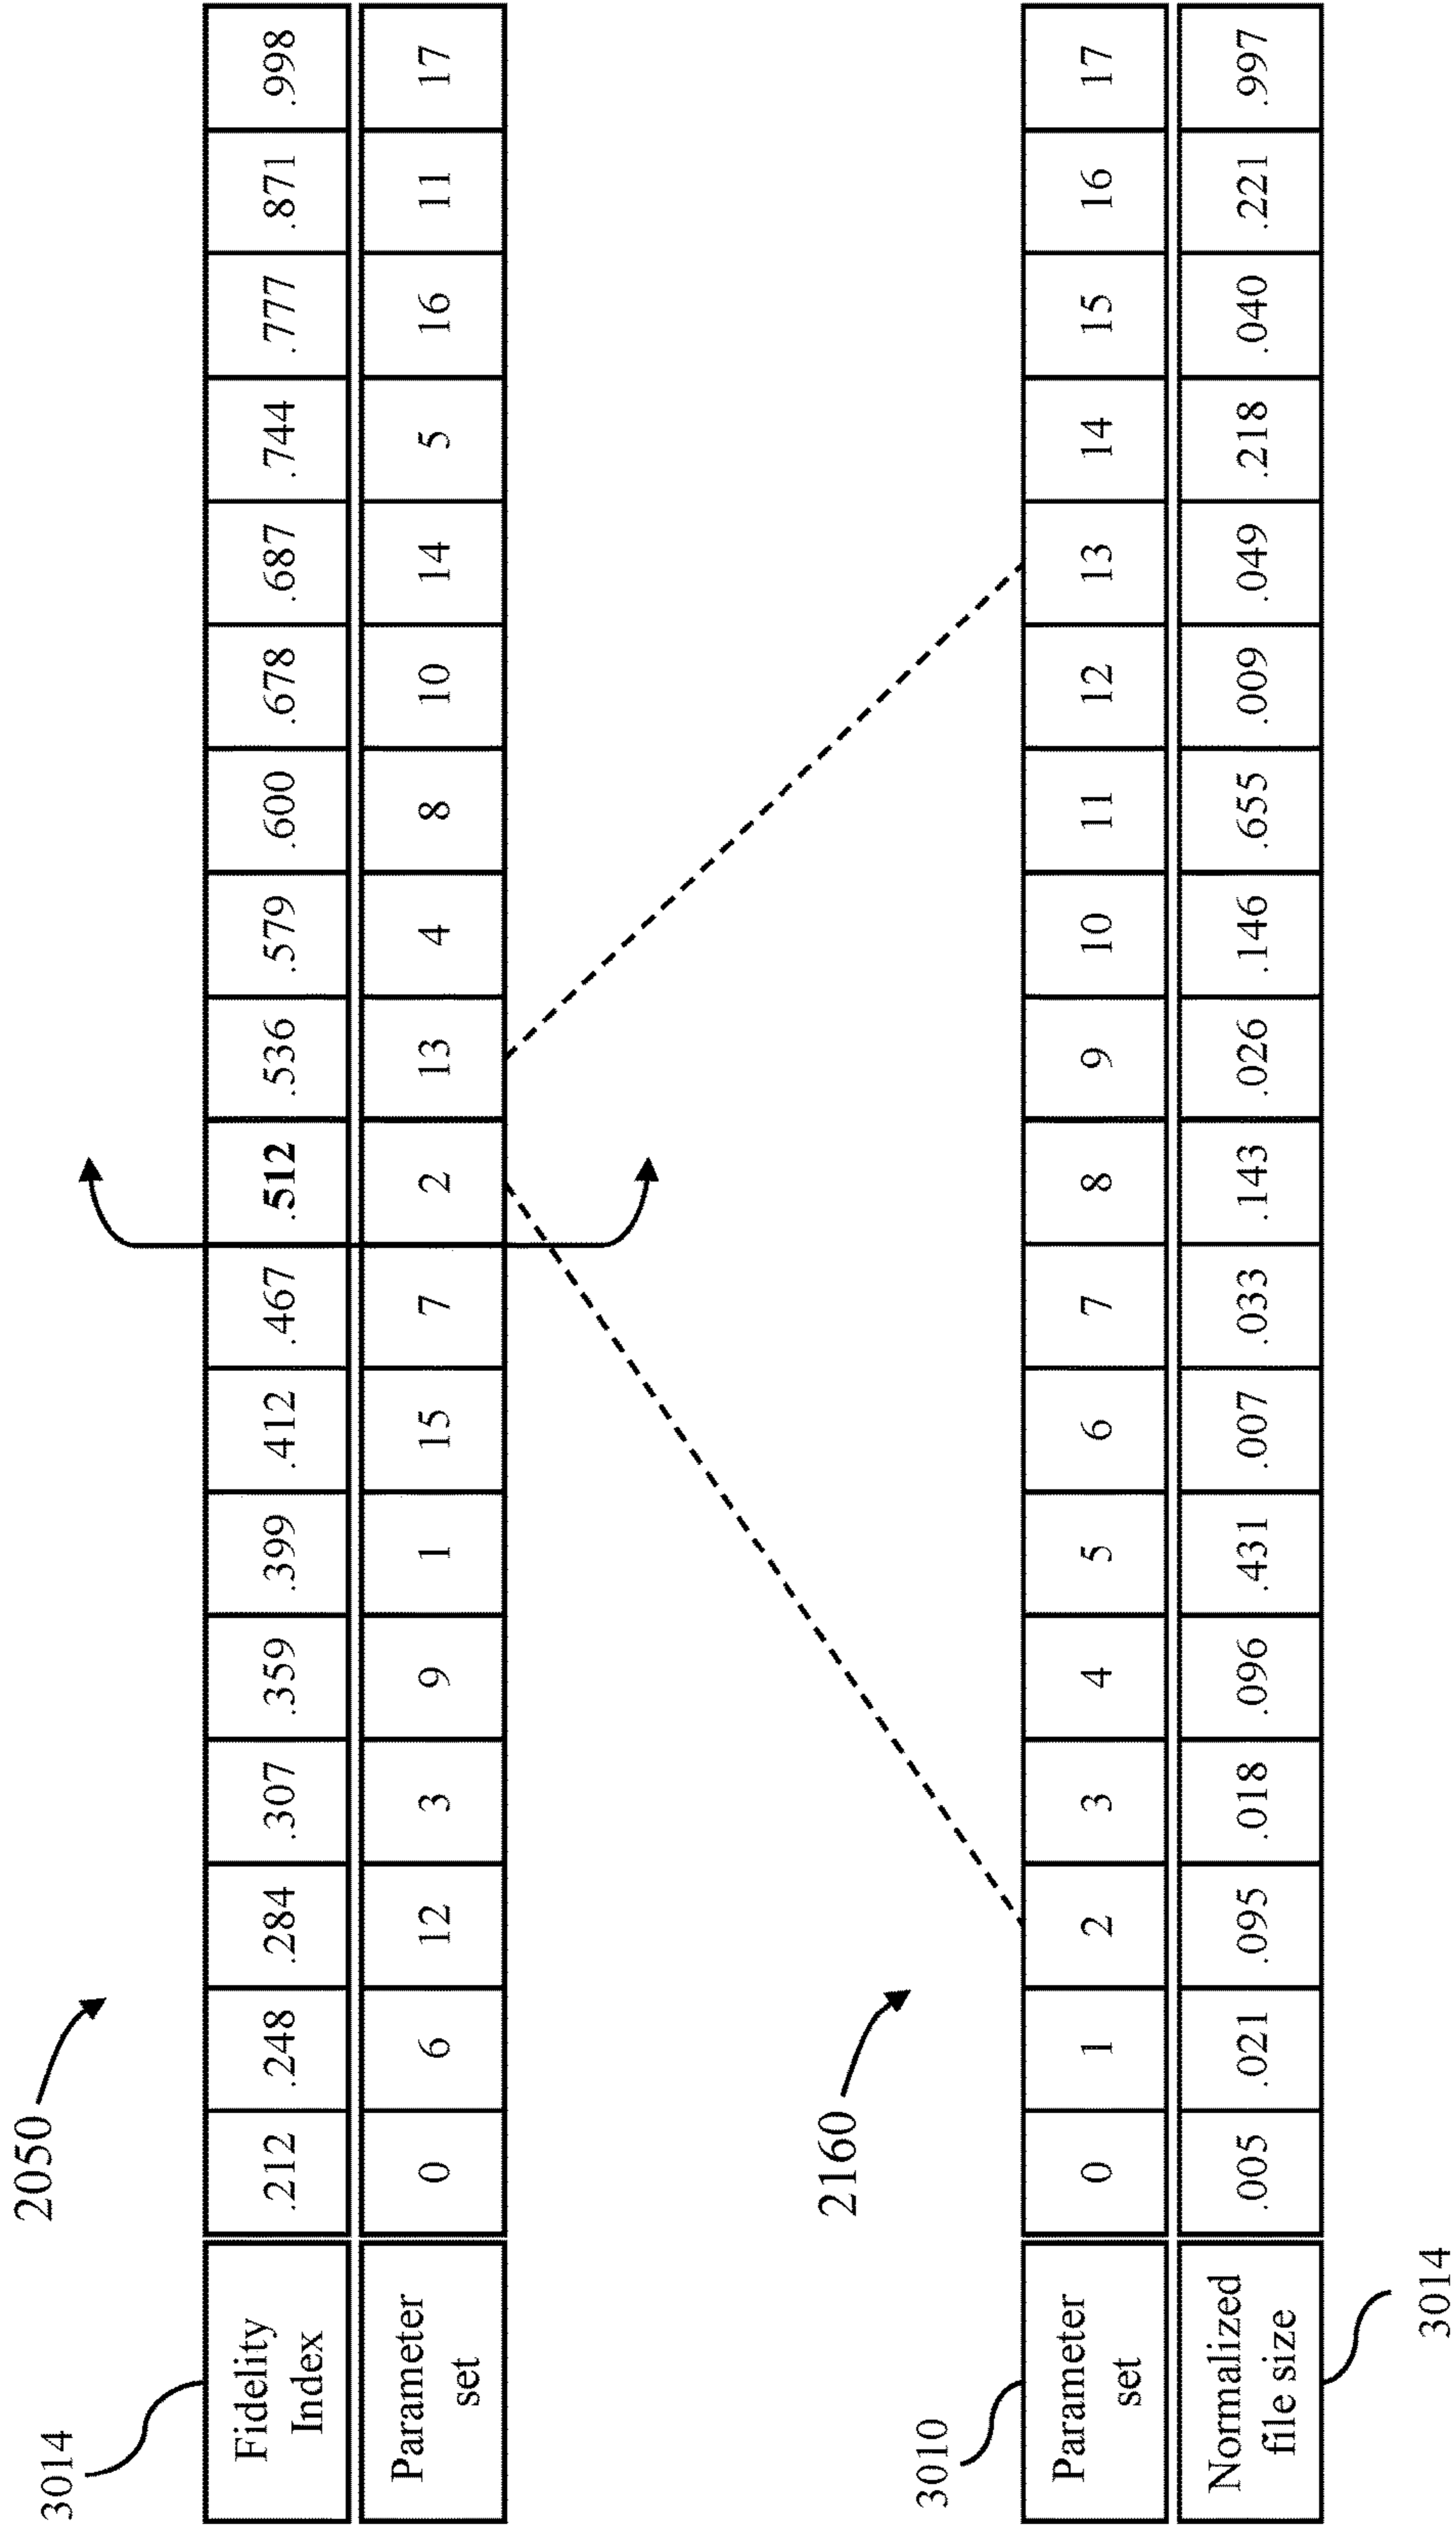 2050
3014
Fidelity
Index
.212 .248 .284 .307 .359 .399 .412 .467 .512 .536 .579 .600 .678 .687 .744 .777 .871 .998
Parameter
set
0 6 12 3 9 1 15 7 2 13 4 8 10 14 5 16 11 17
2160
3010
Parameter
set
0 1 2 3 4 5 6 7 8 9 10 11 12 13 14 15 16 17
Normalized
file size
.005 .021 .095 .018 .096 .431 .007 .033 .143 .026 .146 .655 .009 .049 .218 .040 .221 .997
3014